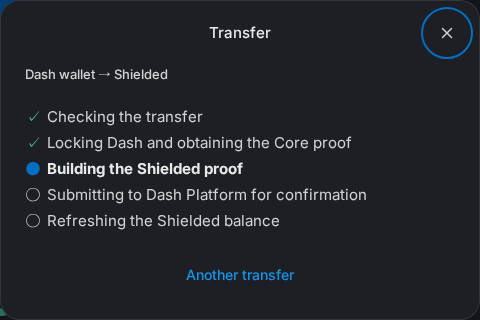 Transfer
Dash wallet → Shielded
Checking the transfer
Locking Dash and obtaining the Core proof
Building the Shielded proof
Submitting to Dash Platform for confirmation
Refreshing the Shielded balance
Another transfer